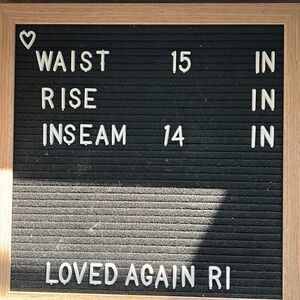 WAIST 15 IN
RISE IN
INSEAM 14 IN
LOVED AGAIN RI